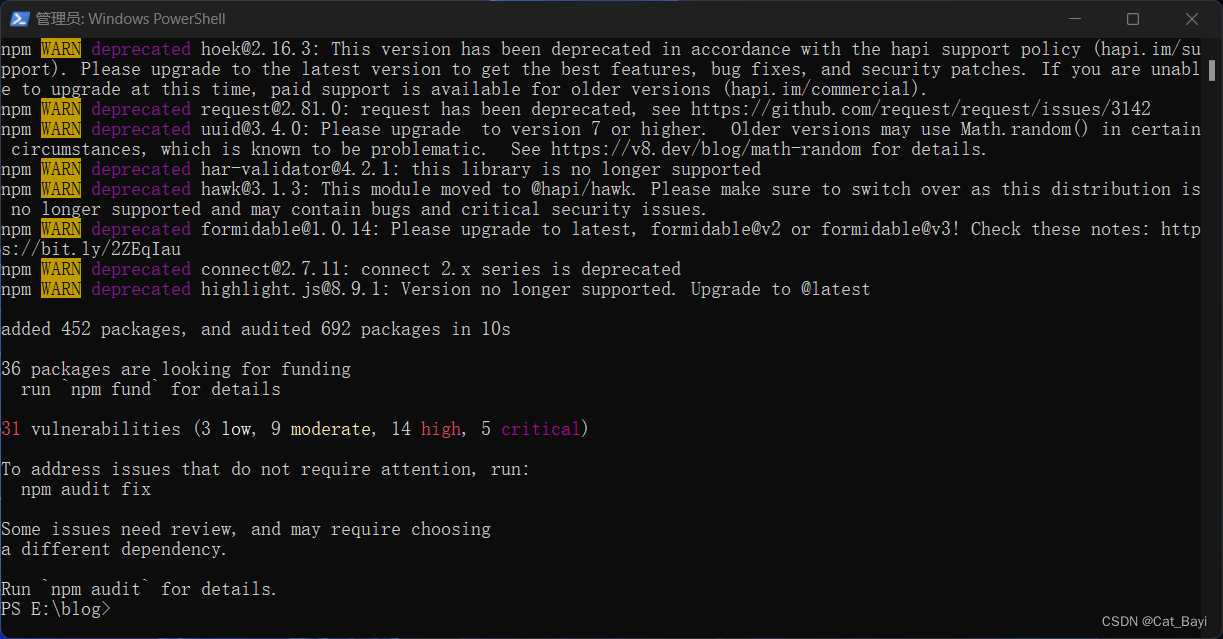 管理员: Windows PowerShell
npm WARN deprecated hoek@2.16.3: This version has been deprecated in accordance with the hapi support policy (hapi.im/su
pport). Please upgrade to the latest version to get the best features, bug fixes, and security patches. If you are unabl
e to upgrade at this time, paid support is available for older versions (hapi.im/commercial).
npm WARN deprecated request@2.81.0: request has been deprecated, see https://github.com/request/request/issues/3142
npm WARN deprecated uuid@3.4.0: Please upgrade  to version 7 or higher.  Older versions may use Math.random() in certain
 circumstances, which is known to be problematic.  See https://v8.dev/blog/math-random for details.
npm WARN deprecated har-validator@4.2.1: this library is no longer supported
npm WARN deprecated hawk@3.1.3: This module moved to @hapi/hawk. Please make sure to switch over as this distribution is
 no longer supported and may contain bugs and critical security issues.
npm WARN deprecated formidable@1.0.14: Please upgrade to latest, formidable@v2 or formidable@v3! Check these notes: http
s://bit.ly/2ZEqIau
npm WARN deprecated connect@2.7.11: connect 2.x series is deprecated
npm WARN deprecated highlight.js@8.9.1: Version no longer supported. Upgrade to @latest
added 452 packages, and audited 692 packages in 10s
36 packages are looking for funding
  run `npm fund` for details
31 vulnerabilities (3 low, 9 moderate, 14 high, 5 critical)
To address issues that do not require attention, run:
  npm audit fix
Some issues need review, and may require choosing
a different dependency.
Run `npm audit` for details.
PS E:\blog>
CSDN @Cat_Bayi